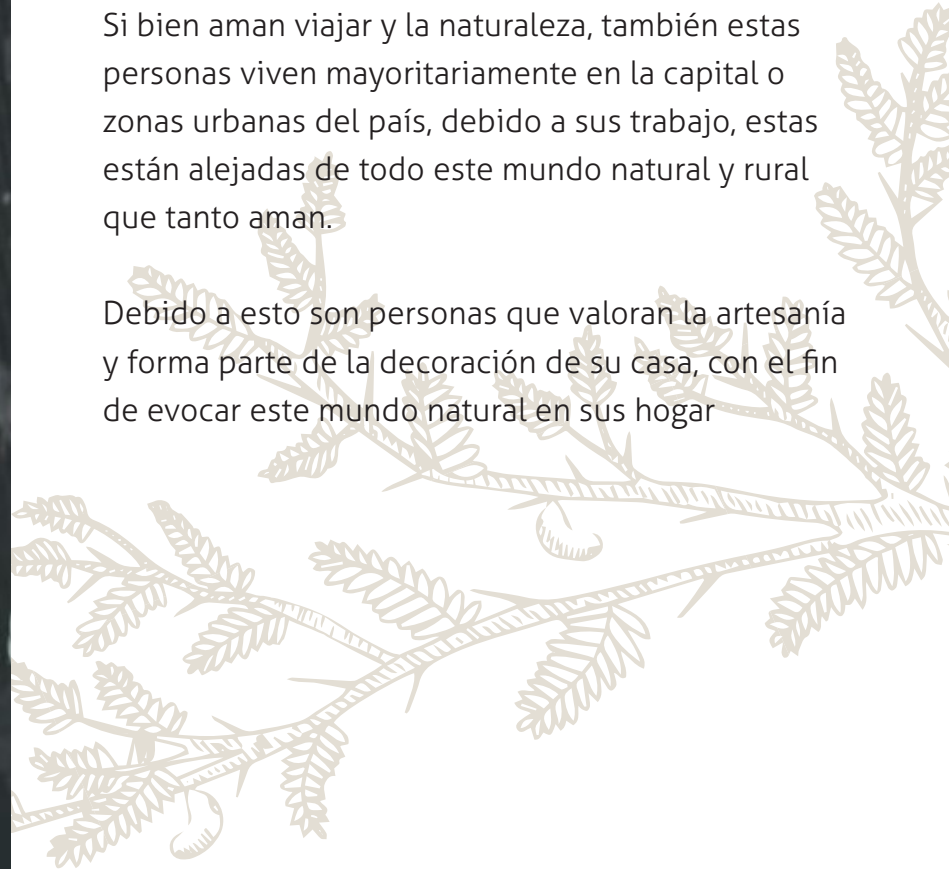 Si bien aman viajar y la naturaleza, también estas
personas viven mayoritariamente en la capital o
zonas urbanas del país, debido a sus trabajo, estas
están alejadas de todo este mundo natural y rural
que tanto aman.
Debido a esto son personas que valoran la artesanía
y forma parte de la decoración de su casa, con el fin
de evocar este mundo natural en sus hogar